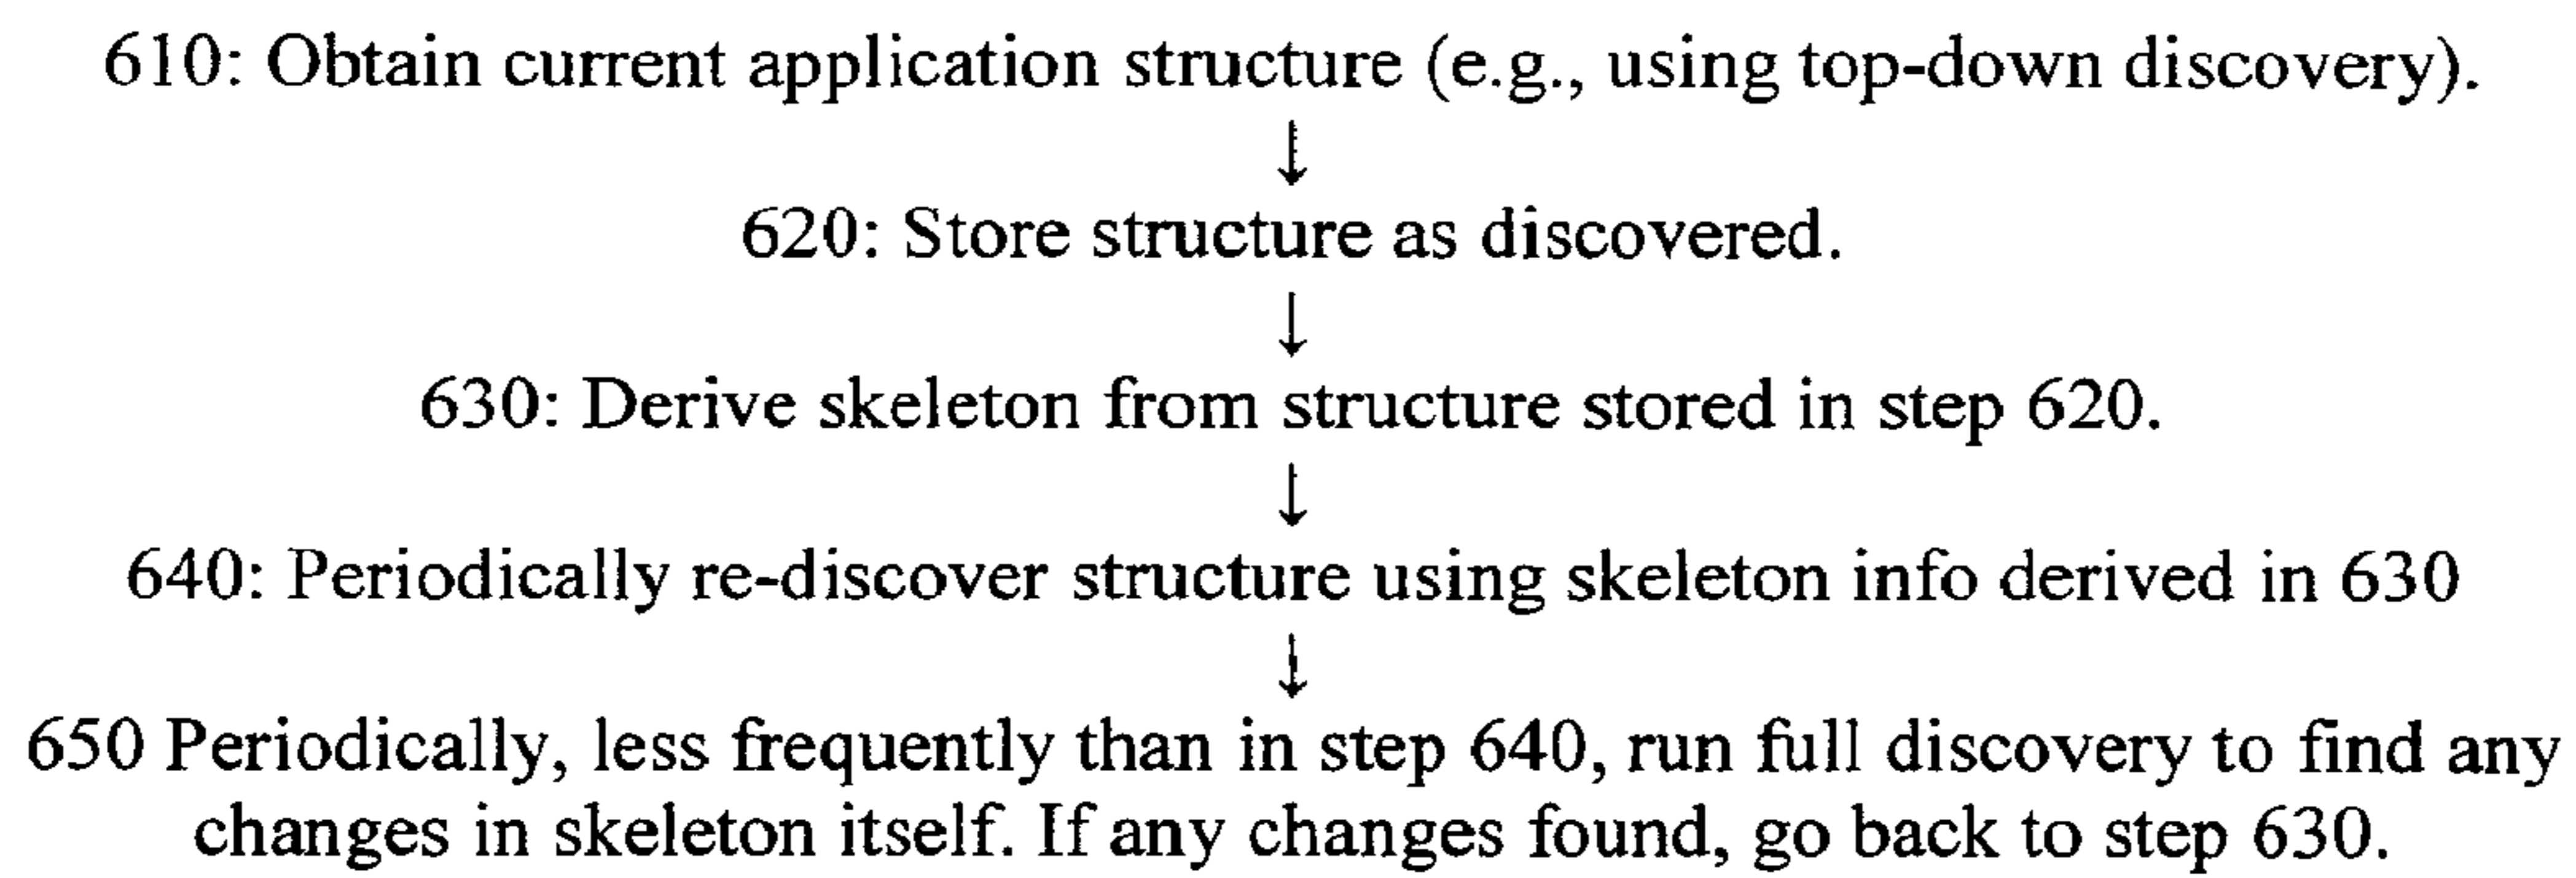 610: Obtain current application structure (e.g., using top-down discovery).
↓
620: Store structure as discovered.
↓
630: Derive skeleton from structure stored in step 620.
↓
640: Periodically re-discover structure using skeleton info derived in 630
↓
650 Periodically, less frequently than in step 640, run full discovery to find any
changes in skeleton itself. If any changes found, go back to step 630.